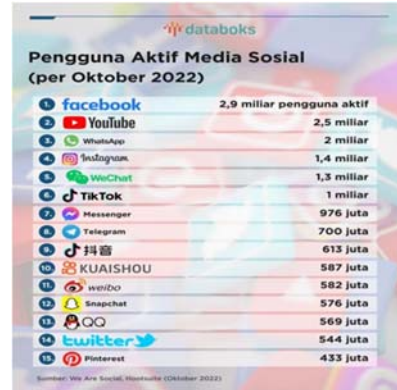 databoks
Pengguna Aktif Media Sosial
(per Oktober 2022)
1. facebook 2,9 miliar pengguna aktif
2. YouTube 2,5 miliar
3. WhatsApp 2 miliar
4. Instagram 1,4 miliar
5. WeChat 1,3 miliar
6. TikTok 1 miliar
7. Messenger 976 juta
8. Telegram 700 juta
9. 抖音 613 juta
10. KUAISHOU 587 juta
11. weibo 582 juta
12. Snapchat 576 juta
13. QQ 569 juta
14. twitter 544 juta
15. Pinterest 433 juta
Sumber: We Are Social, Hootsuite (Oktober 2022)